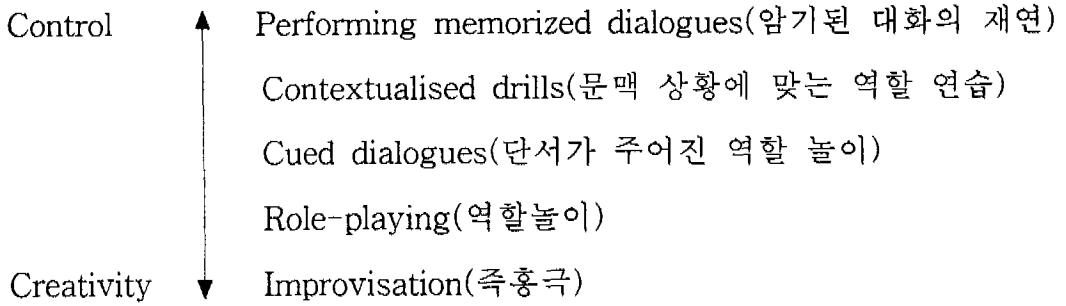 Control Performing memorized dialogues(암기된 대화의 재연)
Contextualised drills(문맥 상황에 맞는 역할 연습)
Cued dialogues(단서가 주어진 역할 놀이)
Role-playing(역할놀이)
Creativity Improvisation(즉흥극)